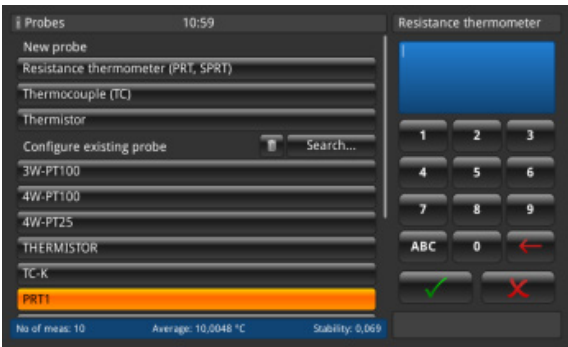 Probes 10:59 Resistance thermometer
New probe
Resistance thermometer (PRT, SPRT)
Thermocouple (TC)
Thermistor
Configure existing probe Search...
3W-PT100
4W-PT100
4W-PT25
THERMISTOR
TC-K
PRT1
No of meas: 10 Average: 10,0048 °C Stability: 0,069
1 2 3
4 5 6
7 8 9
ABC 0